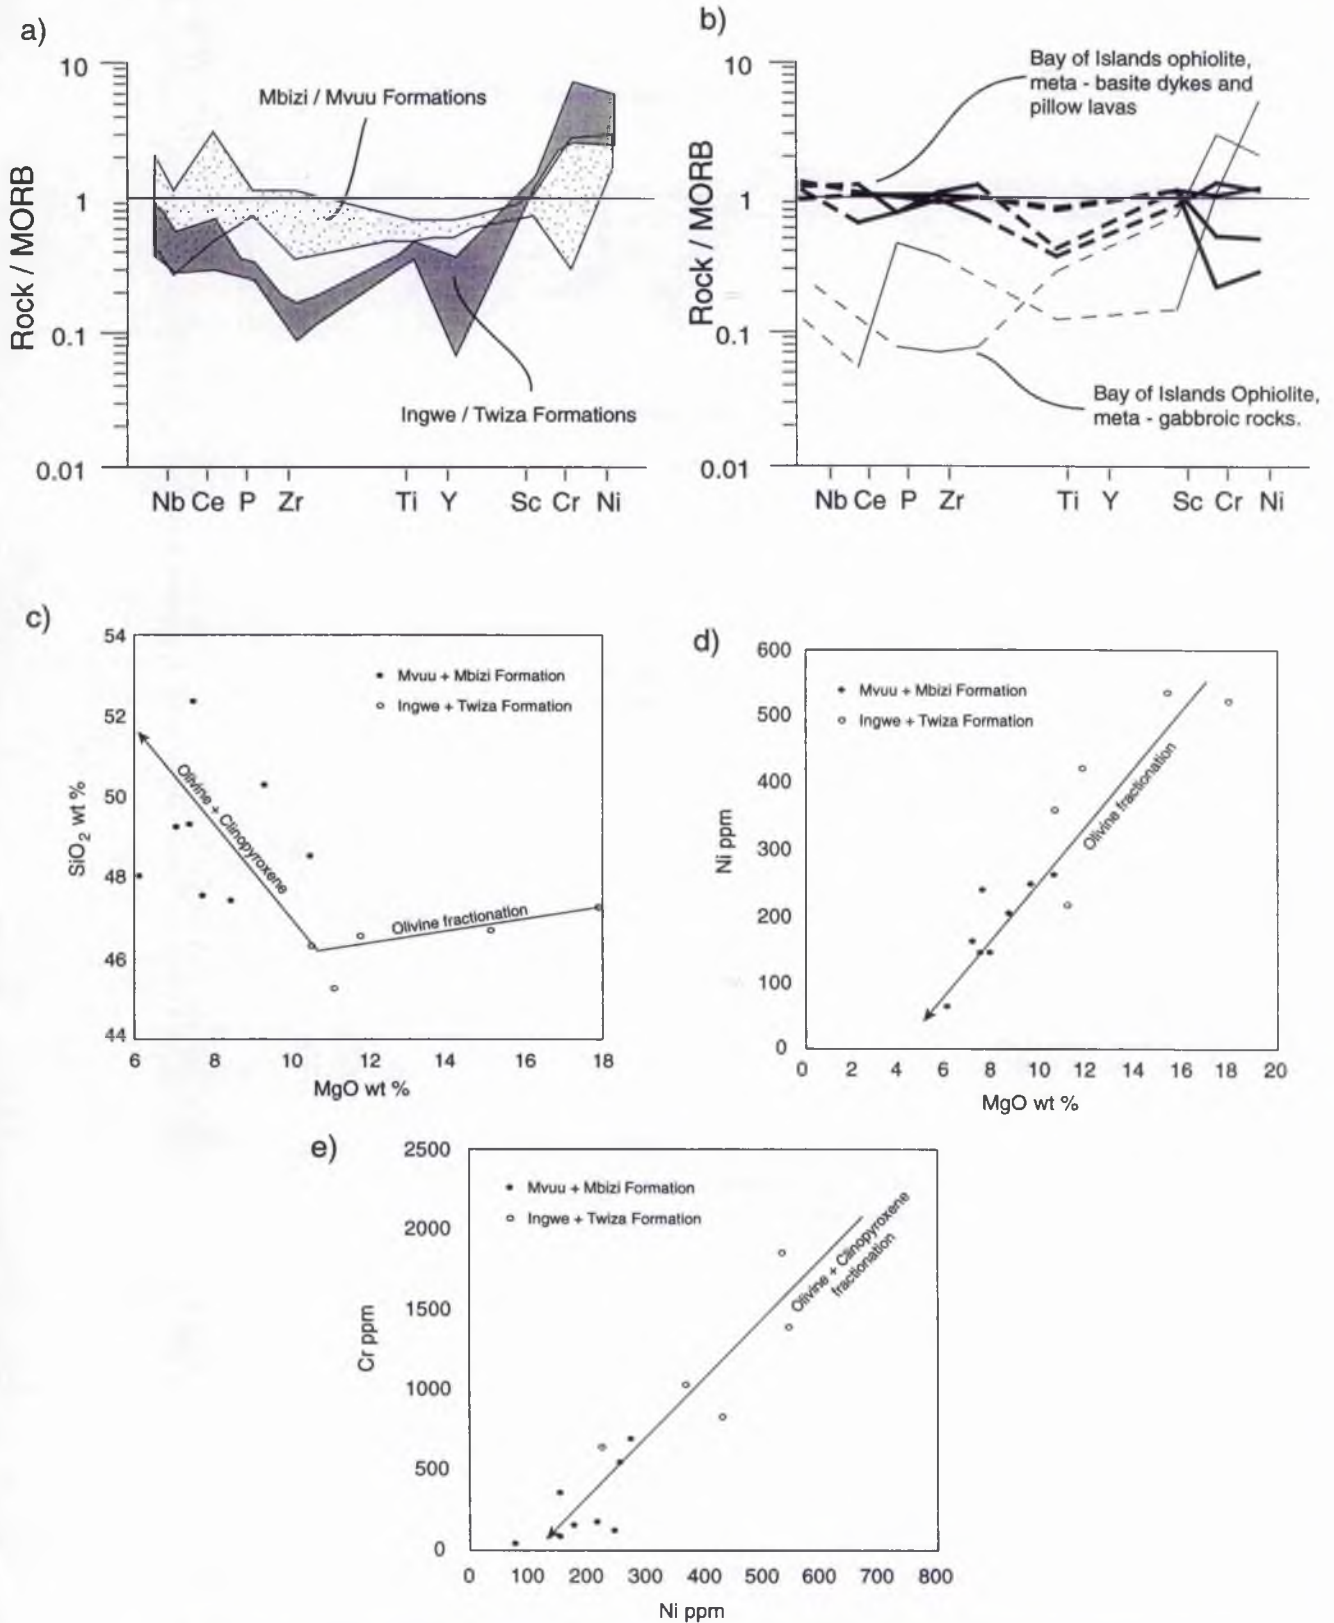 a)
10
1
0.1
0.01
Rock / MORB
Mbizi / Mvuu Formations
Ingwe / Twiza Formations
Nb Ce P Zr Ti Y Sc Cr Ni
b)
10
1
0.1
0.01
Rock / MORB
Bay of Islands ophiolite,
meta - basite dykes and
pillow lavas
Bay of Islands Ophiolite,
meta - gabbroic rocks.
Nb Ce P Zr Ti Y Sc Cr Ni
c)
54
52
50
48
46
44
SiO2 wt %
Mvuu + Mbizi Formation
Ingwe + Twiza Formation
Olivine + Clinopyroxene
Olivine fractionation
6 8 10 12 14 16 18
MgO wt %
d)
600
500
400
300
200
100
0
Ni ppm
Mvuu + Mbizi Formation
Ingwe + Twiza Formation
Olivine fractionation
0 2 4 6 8 10 12 14 16 18 20
MgO wt %
e)
2500
2000
1500
1000
500
0
Cr ppm
Mvuu + Mbizi Formation
Ingwe + Twiza Formation
Olivine + Clinopyroxene
fractionation
0 100 200 300 400 500 600 700 800
Ni ppm